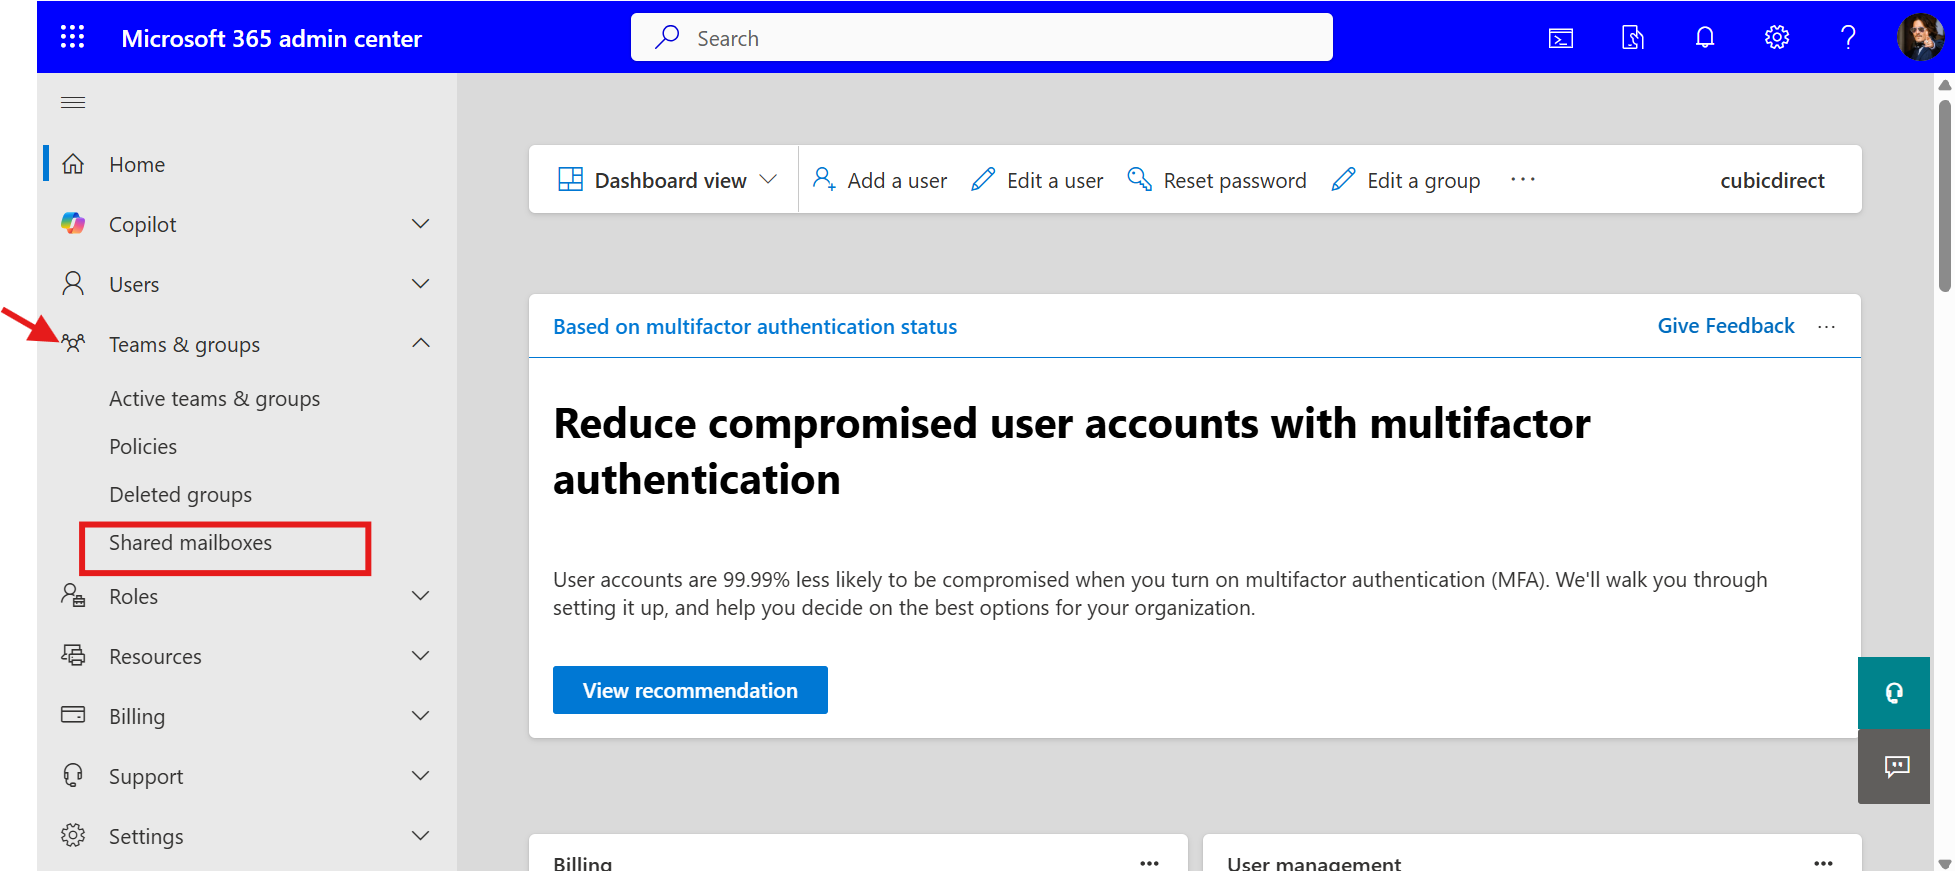 Microsoft 365 admin center
Search
Home
Copilot
Users
Teams & groups
Active teams & groups
Policies
Deleted groups
Shared mailboxes
Roles
Resources
Billing
Support
Settings
Dashboard view
Add a user
Edit a user
Reset password
Edit a group
cubicdirect
Based on multifactor authentication status
Give Feedback
Reduce compromised user accounts with multifactor
authentication
User accounts are 99.99% less likely to be compromised when you turn on multifactor authentication (MFA). We'll walk you through
setting it up, and help you decide on the best options for your organization.
View recommendation
Billing
User management